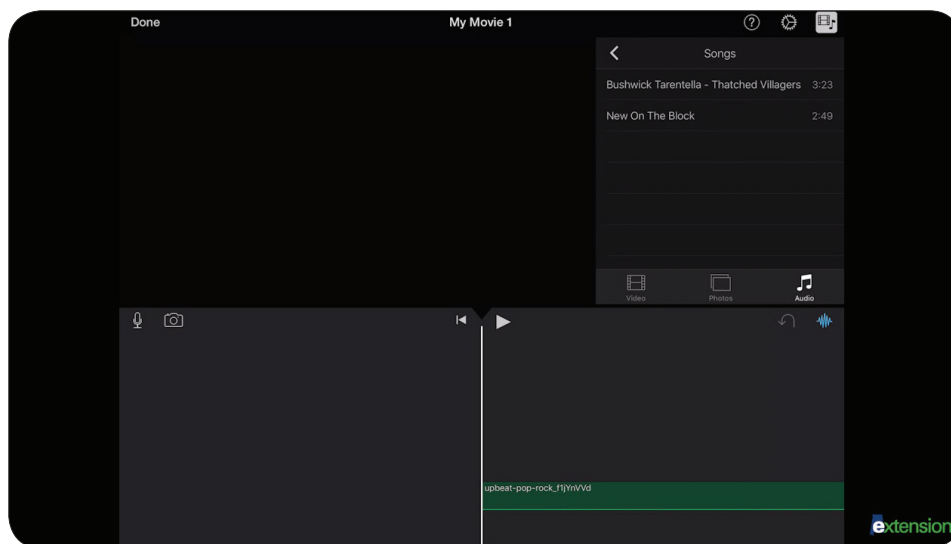 Done
My Movie 1
Songs
Bushwick Tarentella - Thatched Villagers 3:23
New On The Block 2:49
Video
Photos
Audio
upbeat-pop-rock_f1jYnVVd
extension